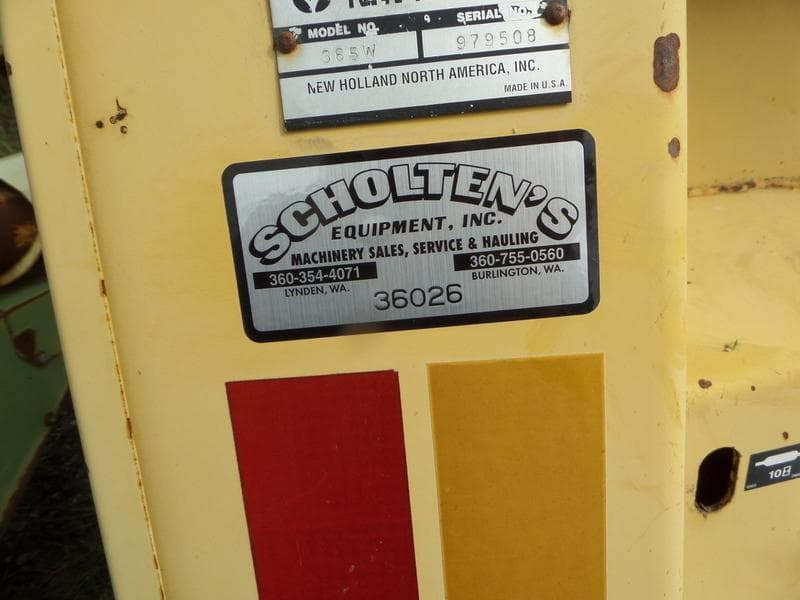 MODEL NO.
SERIAL NO.
365W
979508
NEW HOLLAND NORTH AMERICA, INC.
MADE IN U.S.A.
SCHOLTEN'S
EQUIPMENT, INC.
MACHINERY SALES, SERVICE & HAULING
360-354-4071
360-755-0560
LYNDEN, WA.
BURLINGTON, WA.
36026
10